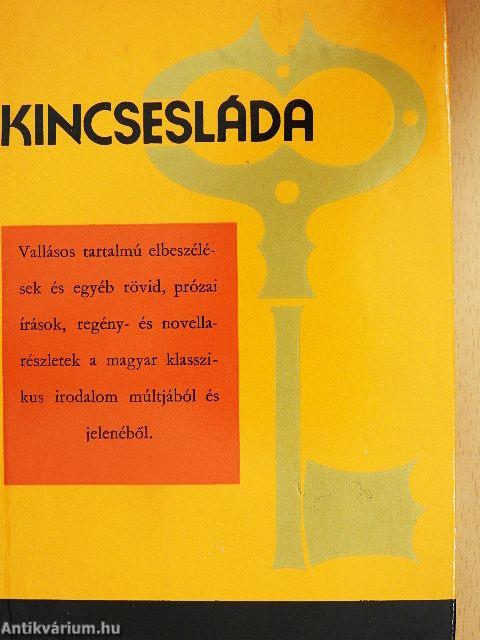 KINCSESLÁDA
Vallásos tartalmú elbeszélé-
sek és egyéb rövid, prózai
írások, regény- és novella-
részletek a magyar klasszi-
kus irodalom múltjából és
jelenéből.
Antikvárium.hu